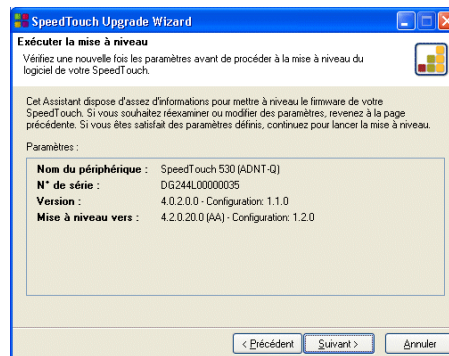 SpeedTouch Upgrade Wizard
Exécuter la mise à niveau
Vérifiez une nouvelle fois les paramètres avant de procéder à la mise à niveau du
logiciel de votre SpeedTouch.
Cet Assistant dispose d'assez d'informations pour mettre à niveau le firmware de votre
SpeedTouch. Si vous souhaitez réexaminer ou modifier des paramètres, revenez à la page
précédente. Si vous êtes satisfait des paramètres définis, continuez pour lancer la mise à niveau.
Paramètres :
Nom du périphérique : SpeedTouch 530 (ADNT-Q)
N° de série : DG244L00000035
Version : 4.0.2.0.0 - Configuration: 1.1.0
Mise à niveau vers : 4.2.0.20.0 (AA) - Configuration: 1.2.0
< Précédent Suivant > Annuler